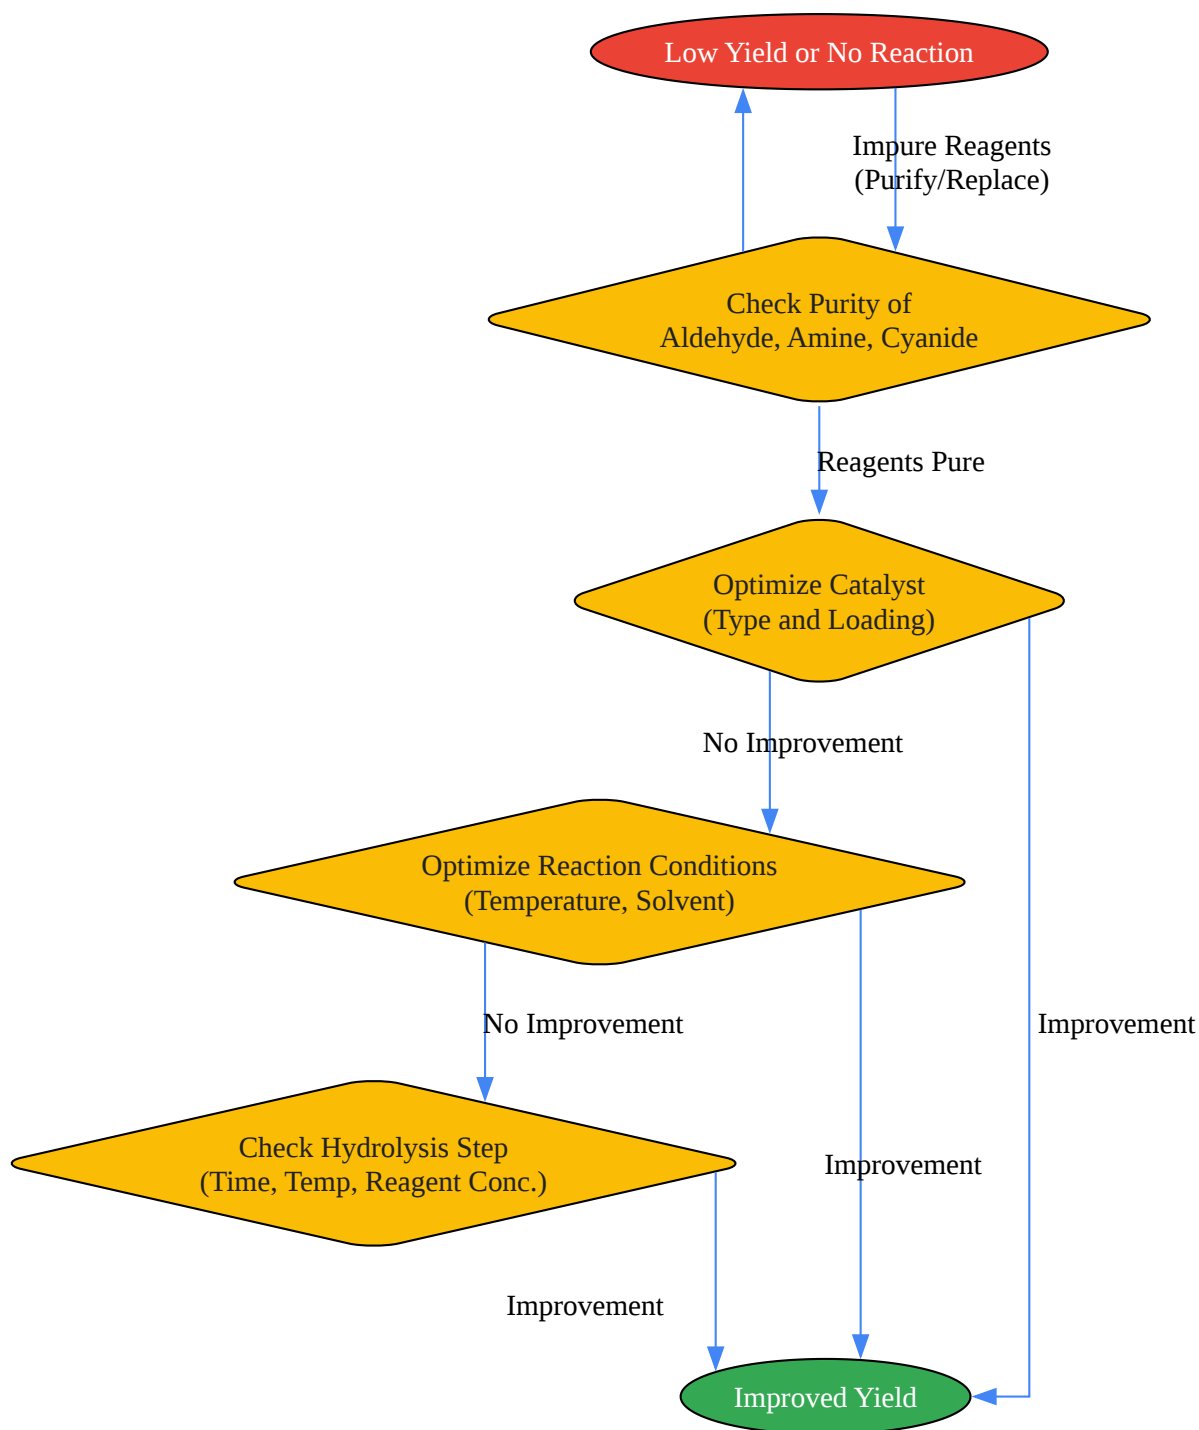 Low Yield or No Reaction
Impure Reagents
(Purify/Replace)
Check Purity of
Aldehyde, Amine, Cyanide
Reagents Pure
Optimize Catalyst
(Type and Loading)
No Improvement
Optimize Reaction Conditions
(Temperature, Solvent)
No Improvement
Improvement
Check Hydrolysis Step
(Time, Temp, Reagent Conc.)
Improvement
Improvement
Improved Yield